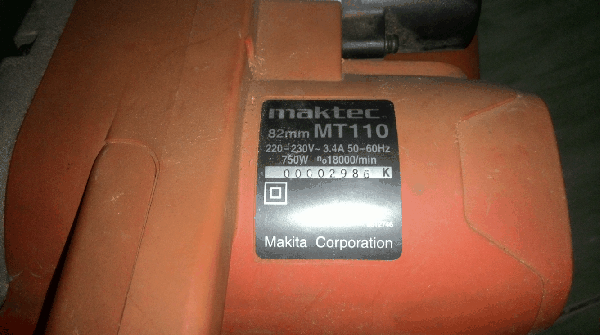 maktec
82mm MT110
220-230V~ 3.4A 50-60Hz
750W n₀18000/min
00002986 K
Makita Corporation